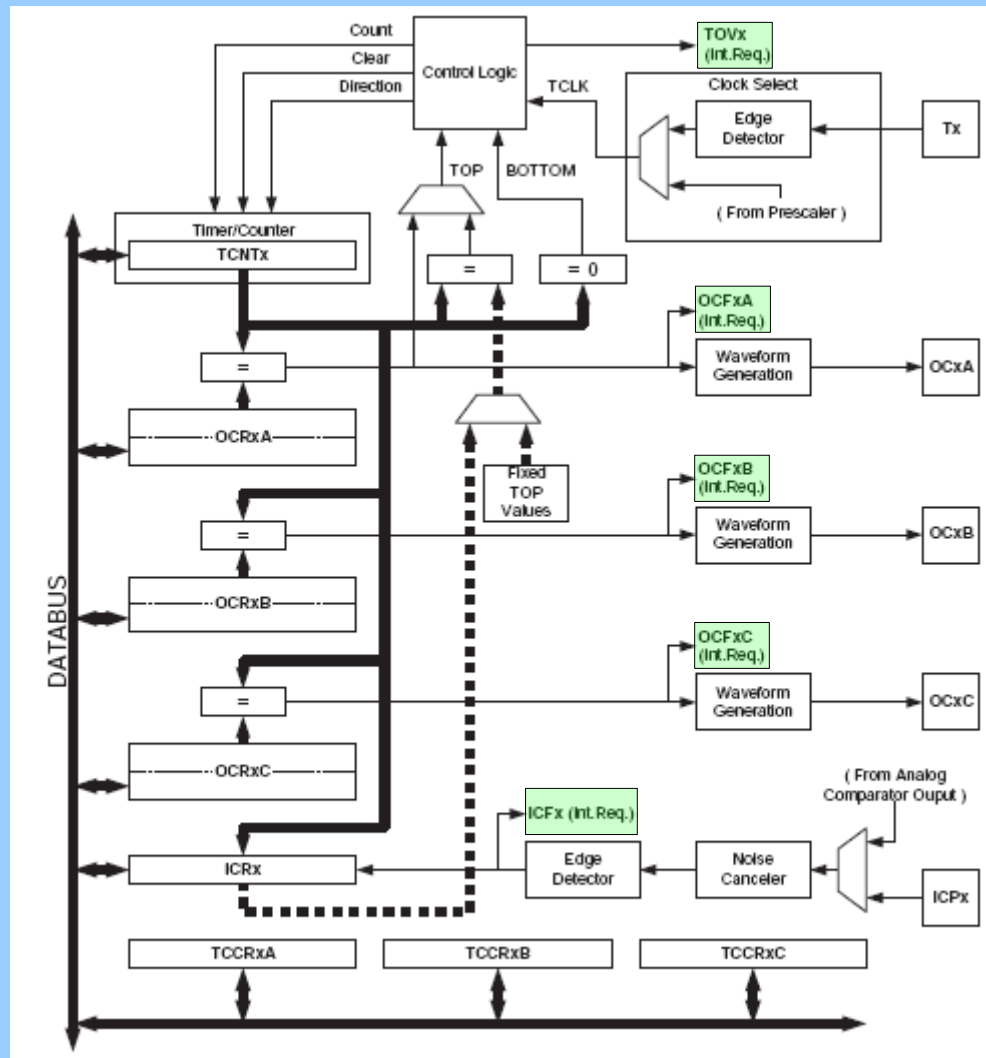 Count
Clear
Direction
Control Logic
TOVx
(Int.Req.)
TCLK
Clock Select
Edge
Detector
Tx
( From Prescaler )
TOP
BOTTOM
Timer/Counter
TCNTx
=
= 0
OCFxA
(Int.Req.)
=
Waveform
Generation
OCxA
OCRxA
Fixed
TOP
Values
OCFxB
(Int.Req.)
=
Waveform
Generation
OCxB
OCRxB
DATABUS
OCFxC
(Int.Req.)
=
Waveform
Generation
OCxC
OCRxC
( From Analog
Comparator Ouput )
ICFx (Int.Req.)
ICRx
Edge
Detector
Noise
Canceler
ICPx
TCCRxA
TCCRxB
TCCRxC